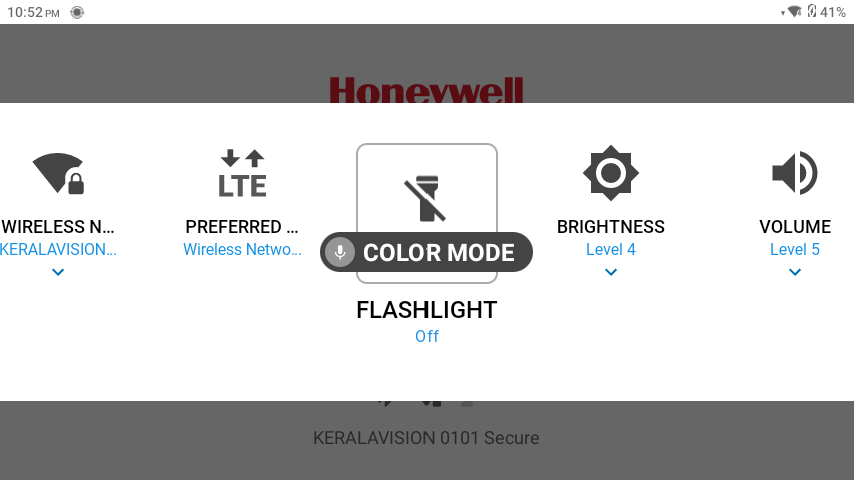 10:52 PM
41%
Honeywell
LTE
WIRELESS N...
PREFERRED ...
BRIGHTNESS
VOLUME
KERALAVISION...
Wireless Netwo...
COLOR MODE
Level 4
Level 5
FLASHLIGHT
Off
KERALAVISION 0101 Secure